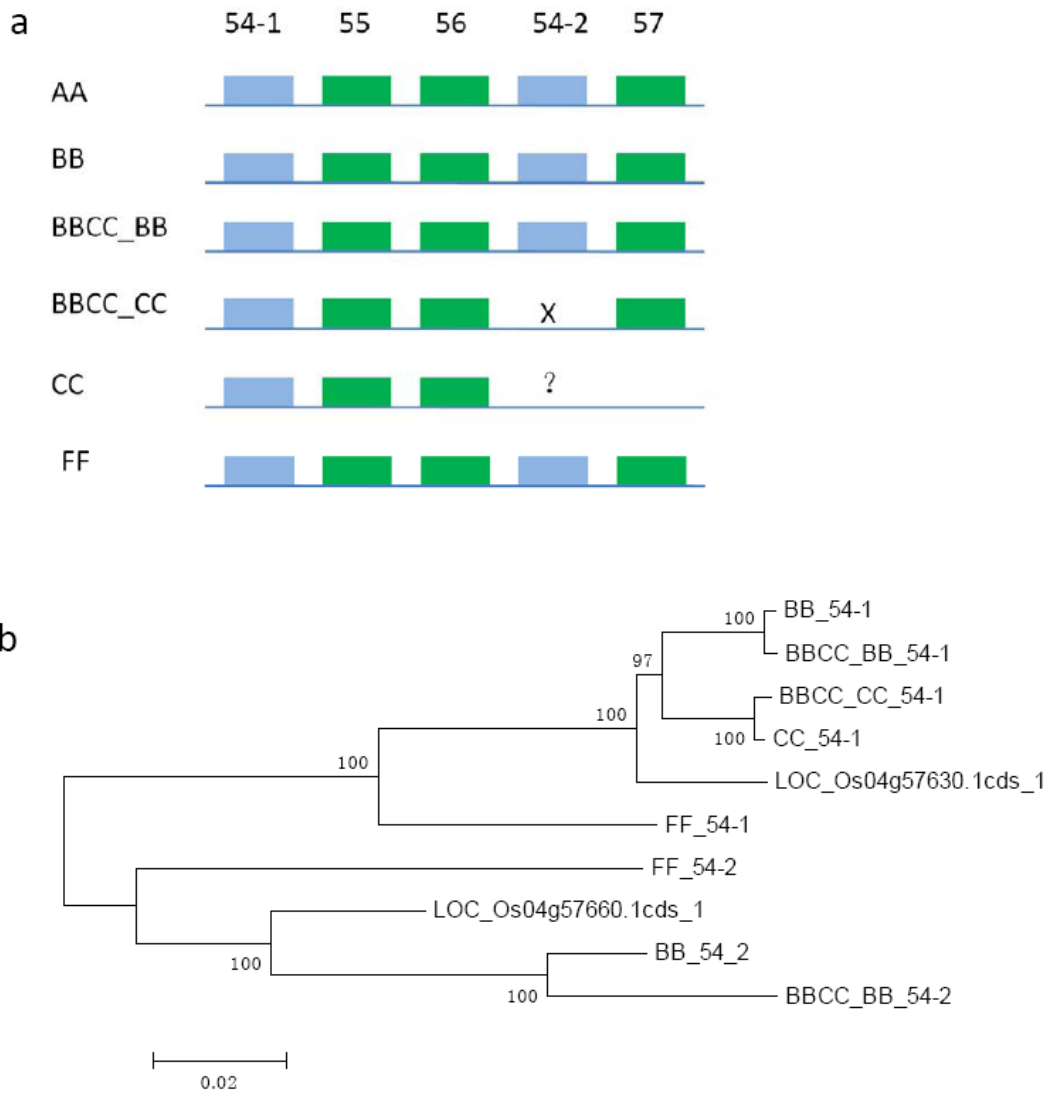 a
54-1 55 56 54-2 57
AA
BB
BBCC_BB
BBCC_CC X
CC ?
FF
b
BB_54-1
100
BBCC_BB_54-1
97
BBCC_CC_54-1
100
CC_54-1
100
100
LOC_Os04g57630.1cds_1
FF_54-1
FF_54-2
LOC_Os04g57660.1cds_1
100
BB_54_2
100
BBCC_BB_54-2
0.02